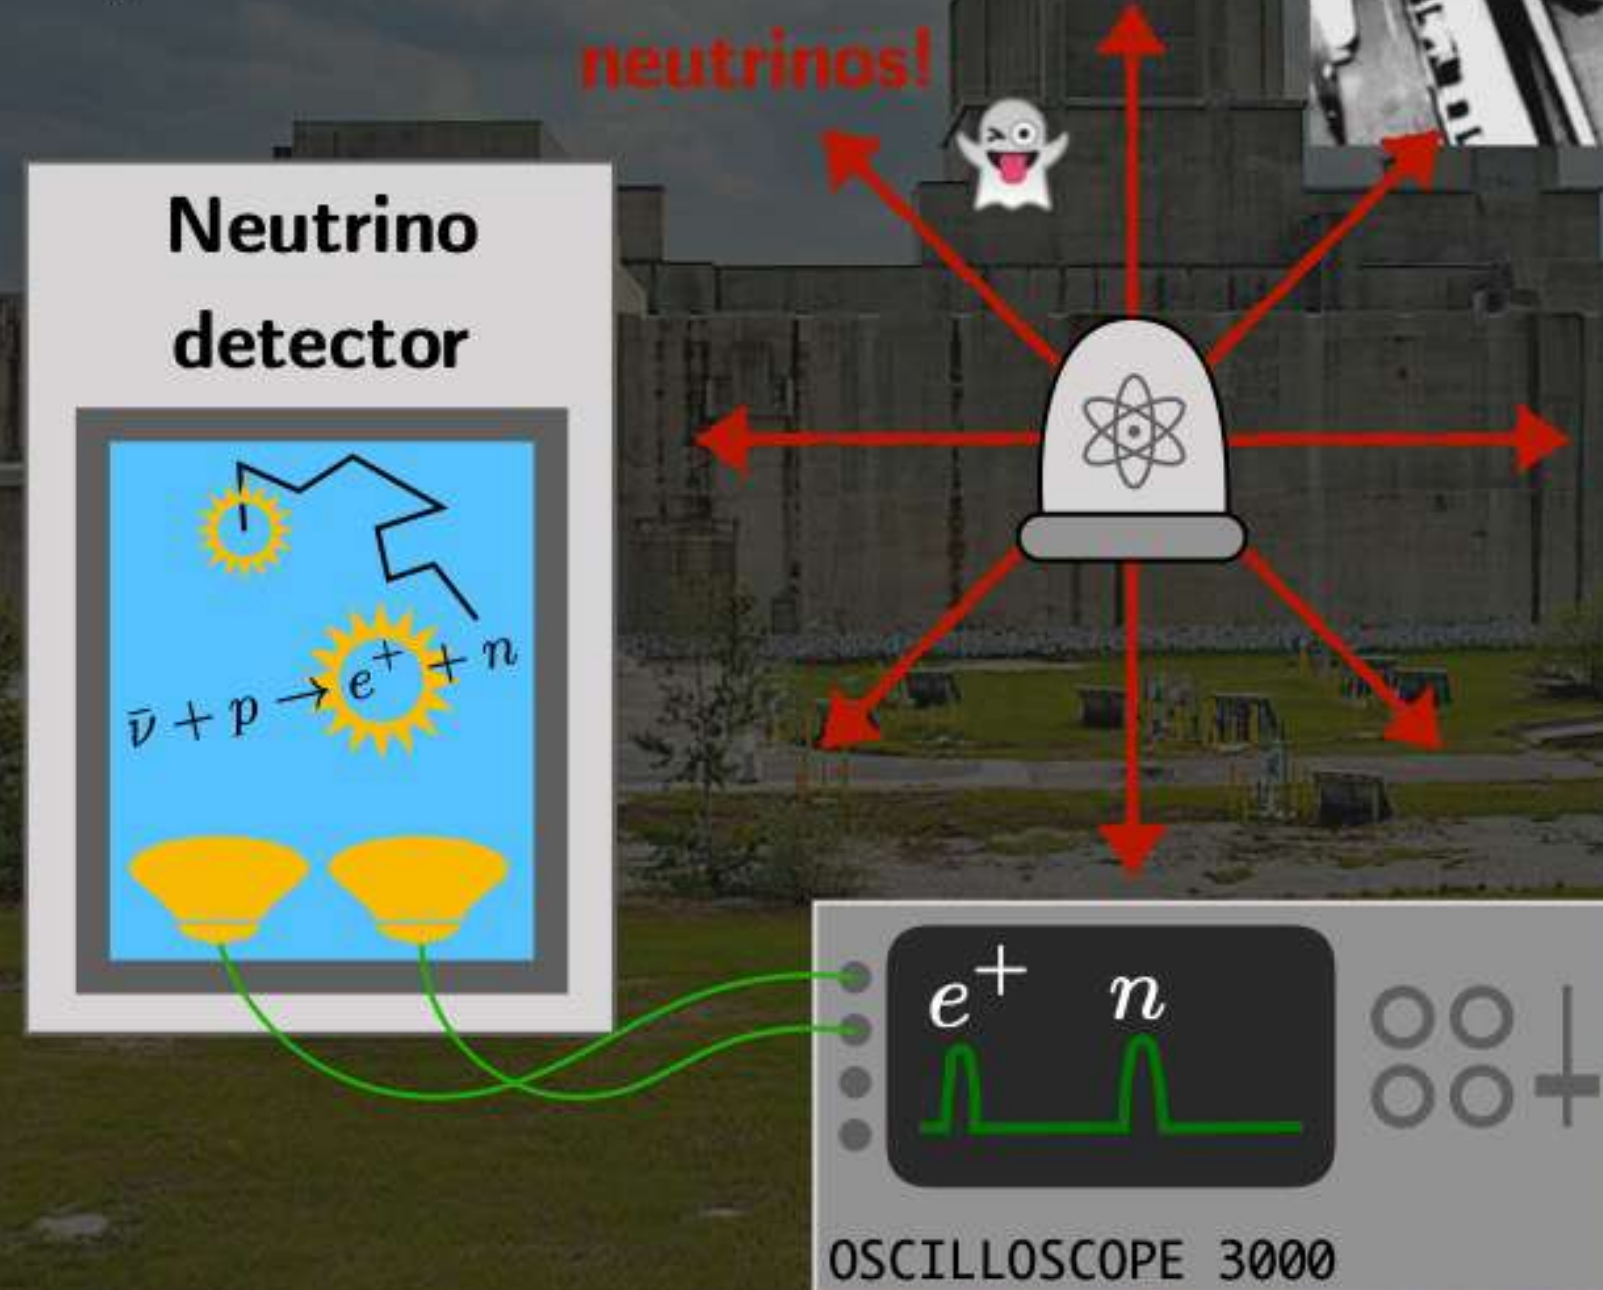 neutrinos!
Neutrino
detector
ν̄ + p → e⁺ + n
e⁺ n
OSCILLOSCOPE 3000